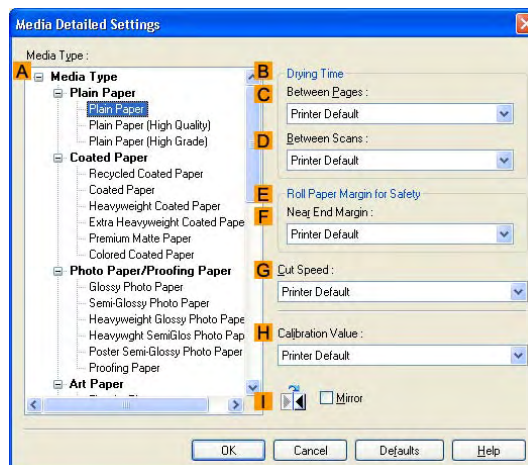 Media Detailed Settings
Media Type :
A
Media Type
Plain Paper
Plain Paper
Plain Paper (High Quality)
Plain Paper (High Grade)
Coated Paper
Recycled Coated Paper
Coated Paper
Heavyweight Coated Paper
Extra Heavyweight Coated Pape
Premium Matte Paper
Colored Coated Paper
Photo Paper/Proofing Paper
Glossy Photo Paper
Semi-Glossy Photo Paper
Heavyweight Glossy Photo Pape
Heavywght SemiGlos Photo Pap
Poster Semi-Glossy Photo Paper
Proofing Paper
Art Paper
B Drying Time
C Between Pages :
Printer Default
D Between Scans :
Printer Default
E Roll Paper Margin for Safety
F Near End Margin :
Printer Default
G Cut Speed :
Printer Default
H Calibration Value :
Printer Default
I Mirror
OK Cancel Defaults Help